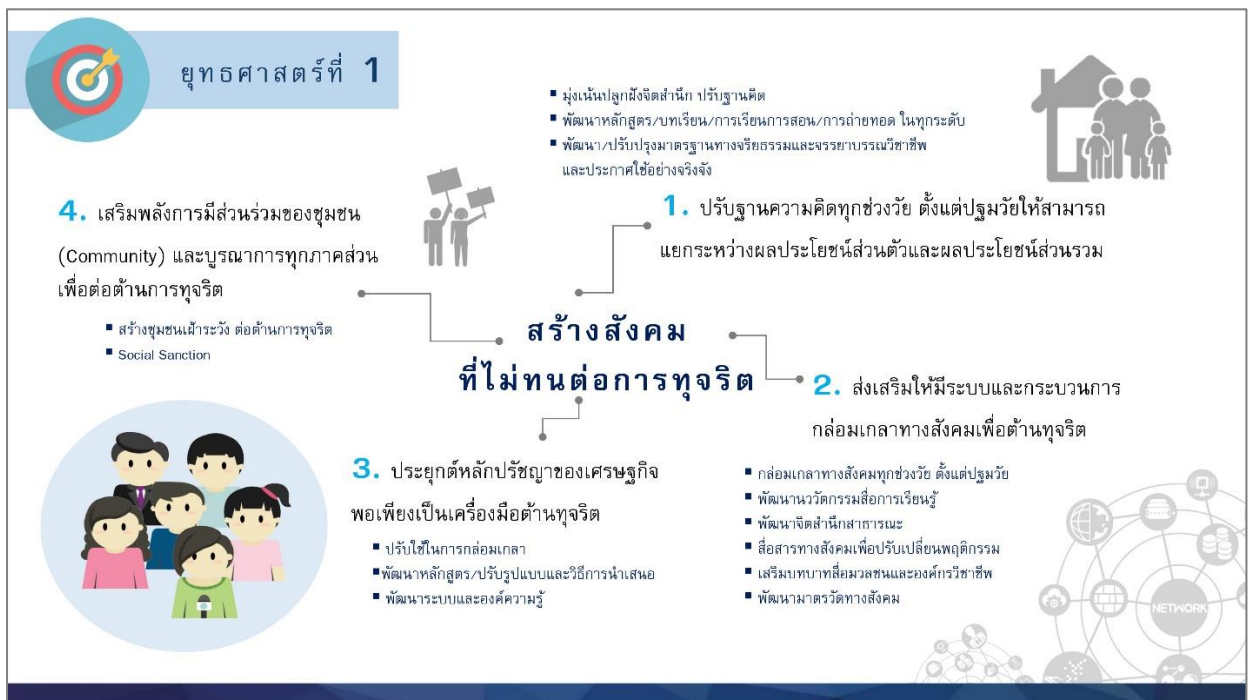 ยุทธศาสตร์ที่ 1
▪ มุ่งเน้นปลูกฝังจิตสำนึก ปรับฐานคิด
▪ พัฒนาหลักสูตร/บทเรียน/การเรียนการสอน/การถ่ายทอด ในทุกระดับ
▪ พัฒนา/ปรับปรุงมาตรฐานทางจริยธรรมและจรรยาบรรณวิชาชีพ
และประกาศใช้อย่างจริงจัง
1. ปรับฐานความคิดทุกช่วงวัย ตั้งแต่ปฐมวัยให้สามารถ
แยกระหว่างผลประโยชน์ส่วนตัวและผลประโยชน์ส่วนรวม
4. เสริมพลังการมีส่วนร่วมของชุมชน
(Community) และบูรณาการทุกภาคส่วน
เพื่อต่อต้านการทุจริต
▪ สร้างชุมชนเฝ้าระวัง ต่อต้านการทุจริต
▪ Social Sanction
สร้างสังคม
ที่ไม่ทนต่อการทุจริต
2. ส่งเสริมให้มีระบบและกระบวนการ
กล่อมเกลาทางสังคมเพื่อต้านทุจริต
▪ กล่อมเกลาทางสังคมทุกช่วงวัย ตั้งแต่ปฐมวัย
▪ พัฒนานวัตกรรมสื่อการเรียนรู้
▪ พัฒนาจิตสำนึกสาธารณะ
▪ สื่อสารทางสังคมเพื่อปรับเปลี่ยนพฤติกรรม
▪ เสริมบทบาทสื่อมวลชนและองค์กรวิชาชีพ
▪ พัฒนามาตรวัดทางสังคม
3. ประยุกต์หลักปรัชญาของเศรษฐกิจ
พอเพียงเป็นเครื่องมือต้านทุจริต
▪ ปรับใช้ในการกล่อมเกลา
▪พัฒนาหลักสูตร/ปรับรูปแบบและวิธีการนำเสนอ
▪ พัฒนาระบบและองค์ความรู้
NETWORK